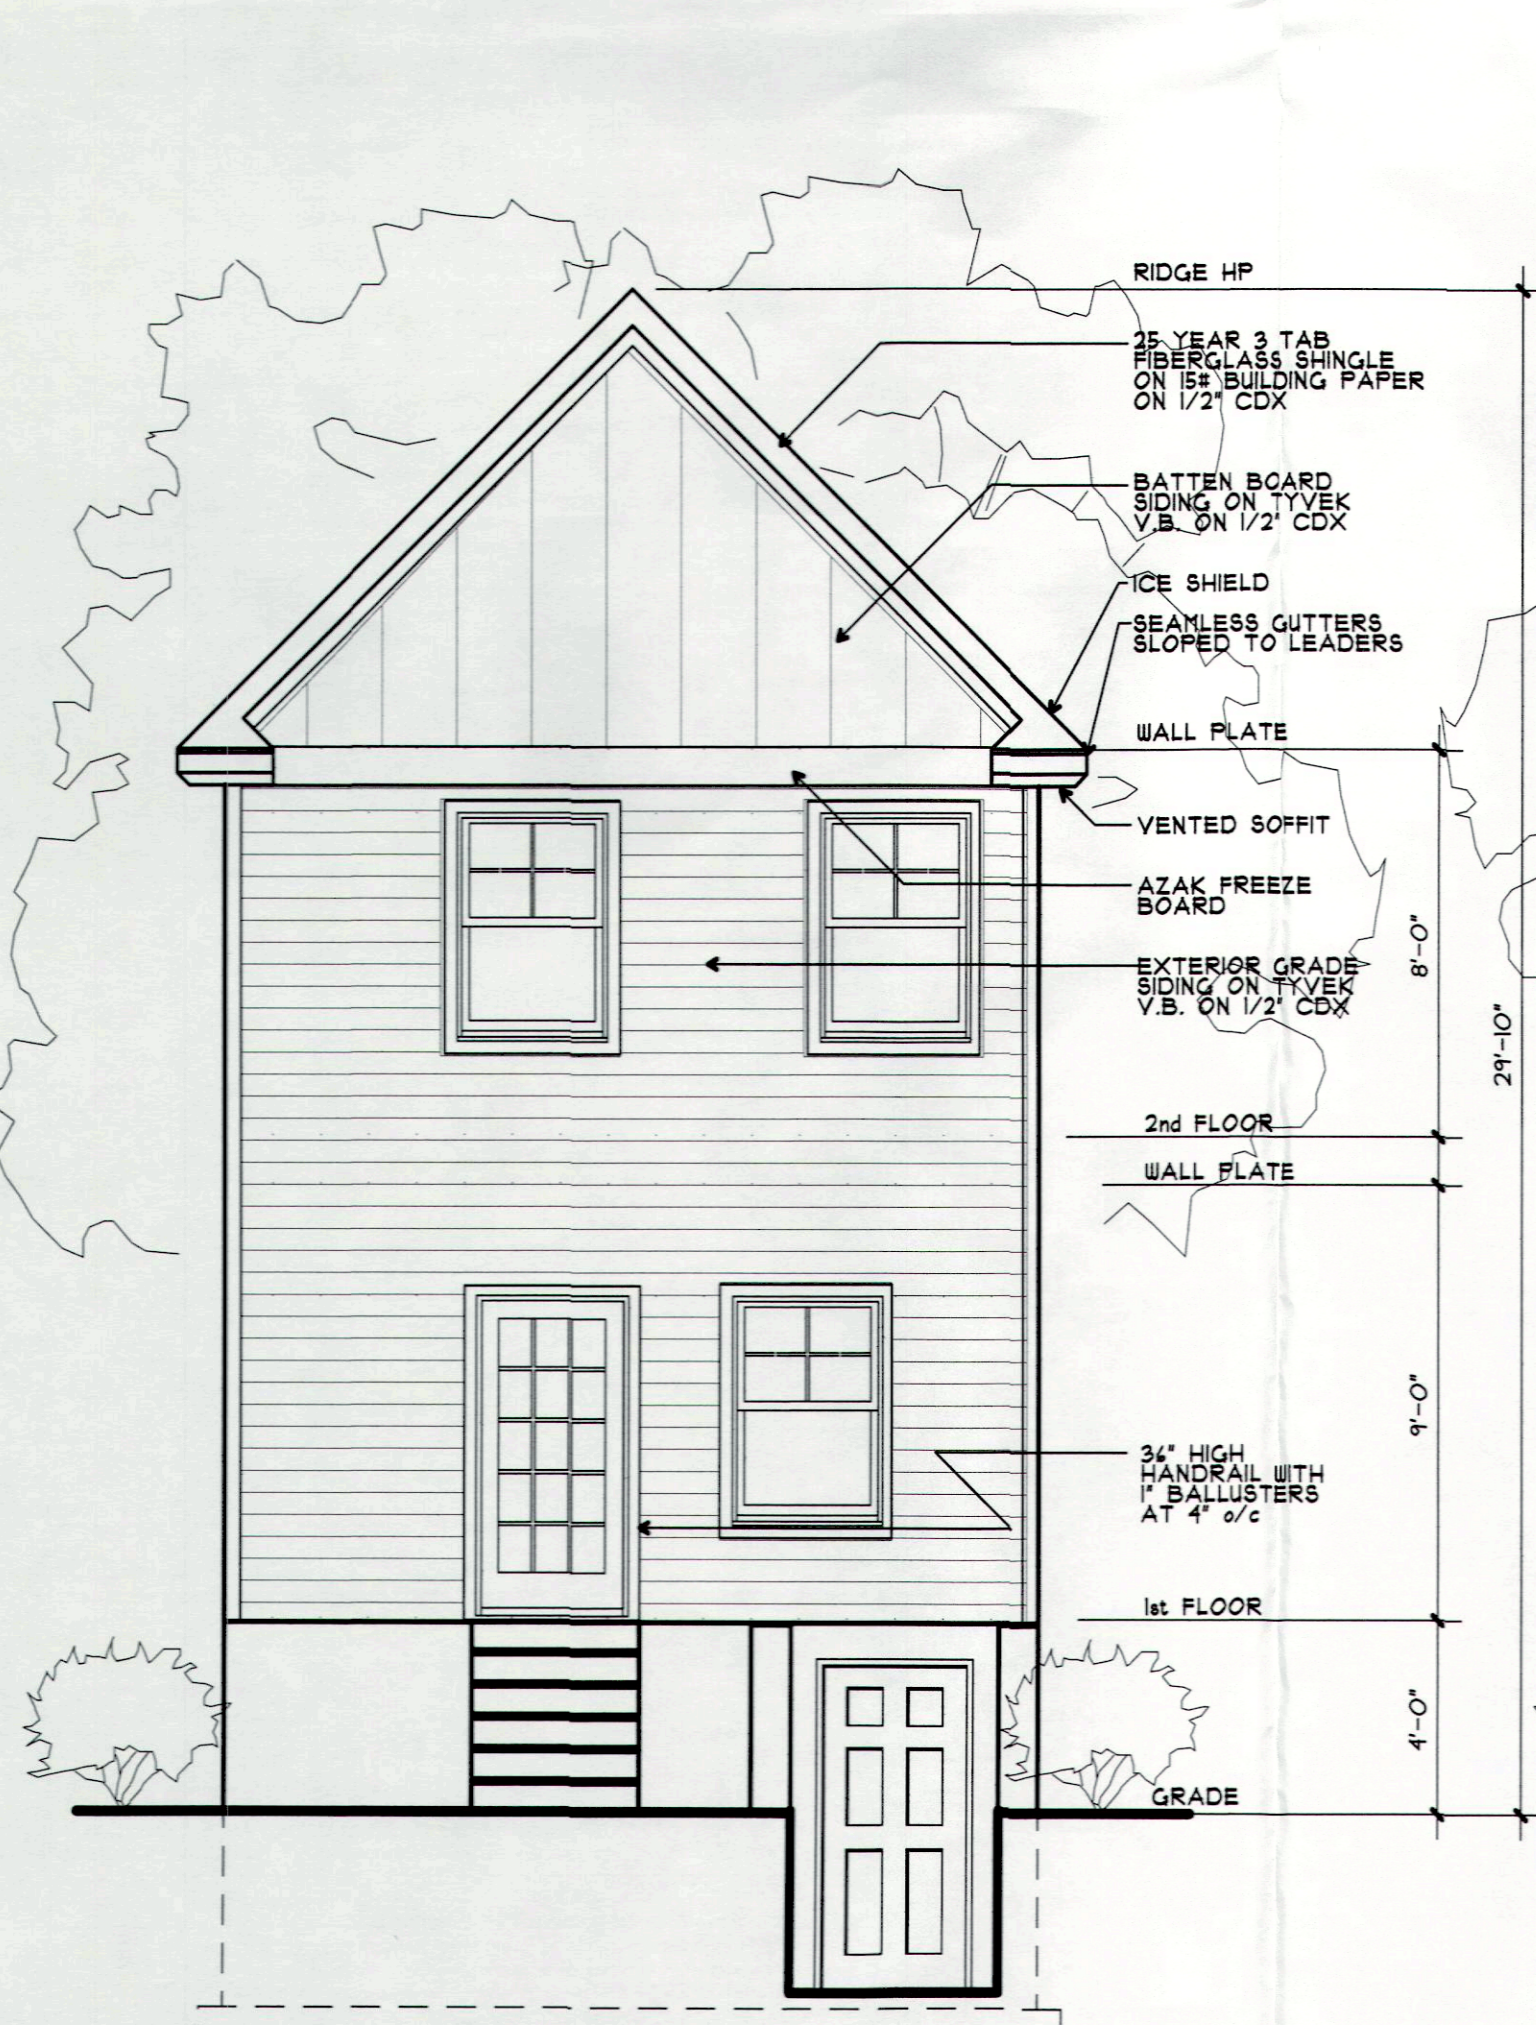 RIDGE HP
25 YEAR 3 TAB
FIBERGLASS SHINGLE
ON 15# BUILDING PAPER
ON 1/2" CDX
BATTEN BOARD
SIDING ON TYVEK
V.B. ON 1/2" CDX
ICE SHIELD
SEAMLESS GUTTERS
SLOPED TO LEADERS
WALL PLATE
VENTED SOFFIT
AZAK FREEZE
BOARD
8'-0"
EXTERIOR GRADE
SIDING ON TYVEK
V.B. ON 1/2" CDX
29'-10"
2nd FLOOR
WALL PLATE
9'-0"
36" HIGH
HANDRAIL WITH
1" BALLUSTERS
AT 4" o/c
1st FLOOR
4'-0"
GRADE